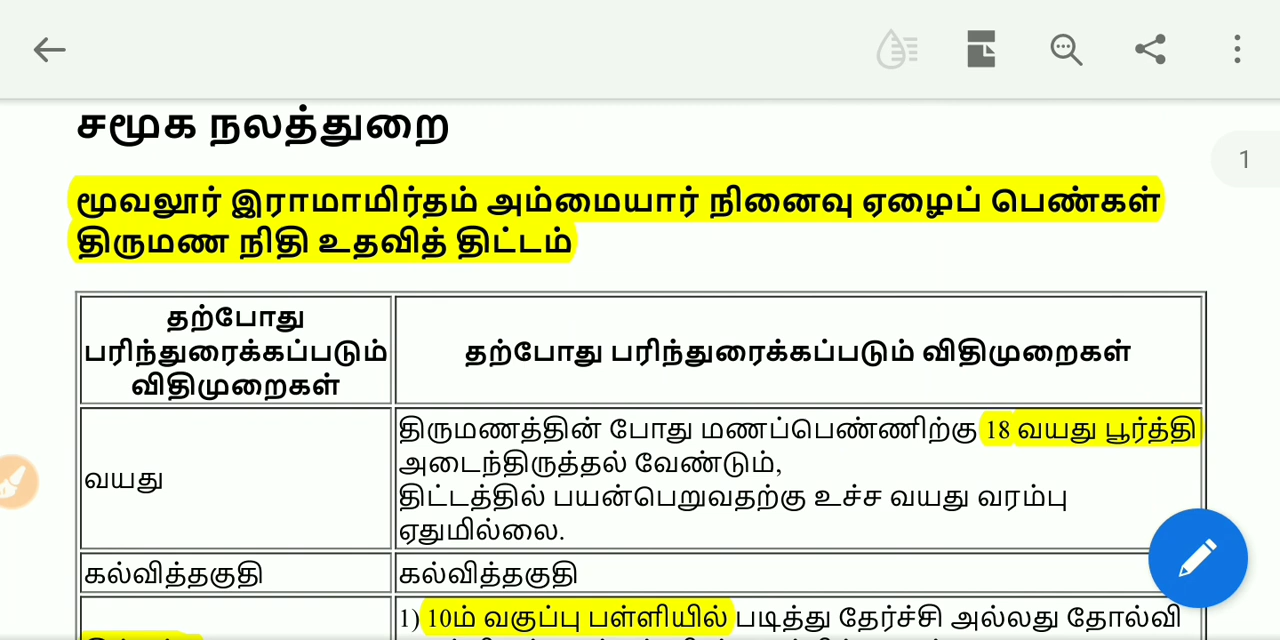 1
சமூக நலத்துறை
மூவலூர் இராமாமிர்தம் அம்மையார் நினைவு ஏழைப் பெண்கள்
திருமண நிதி உதவித் திட்டம்
தற்போது
பரிந்துரைக்கப்படும்
விதிமுறைகள்
தற்போது பரிந்துரைக்கப்படும் விதிமுறைகள்
வயது
திருமணத்தின் போது மணப்பெண்ணிற்கு 18 வயது பூர்த்தி
அடைந்திருத்தல் வேண்டும்,
திட்டத்தில் பயன்பெறுவதற்கு உச்ச வயது வரம்பு
ஏதுமில்லை.
கல்வித்தகுதி
கல்வித்தகுதி
1) 10ம் வகுப்பு பள்ளியில் படித்து தேர்ச்சி அல்லது தோல்வி